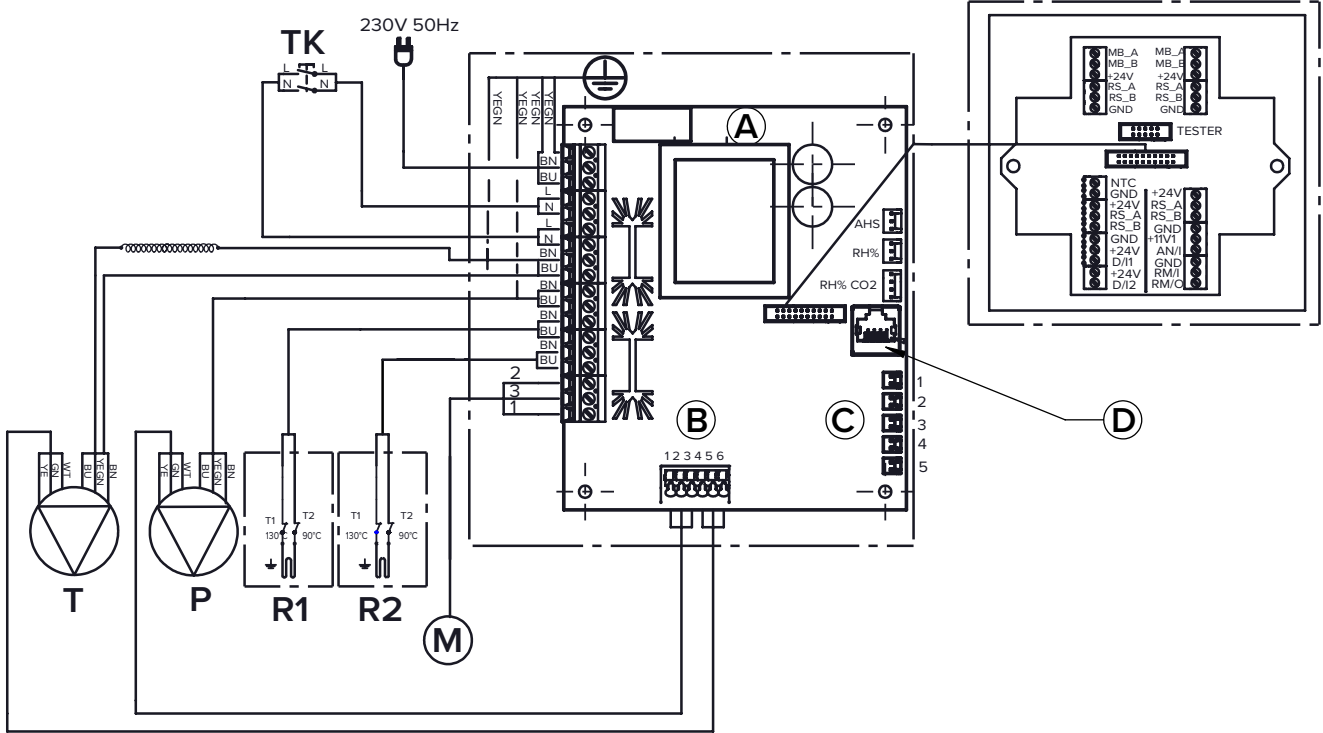 230V 50Hz
TK
L L
N N
YEGN
YEGN
YEGN
YEGN
A
BN
BU
L
N
L
N
BN
BU
BN
BU
BN
BU
BN
BU
2
3
1
AHS
RH%
RH% CO2
1
2
3
4
5
B
C
D
1 2 3 4 5 6
MB_A MB_A
MB_B MB_B
+24V +24V
RS_A RS_A
RS_B RS_B
GND GND
TESTER
NTC
GND +24V
+24V RS_A
RS_A RS_B
RS_B GND
GND +11V1
+24V AN/I
D/I1 GND
+24V RM/I
D/I2 RM/O
YE GN WT BU YEGN BN
YE GN WT BU YEGN BN
T1 T2
130°C 90°C
T1 T2
130°C 90°C
T
P
R1
R2
M